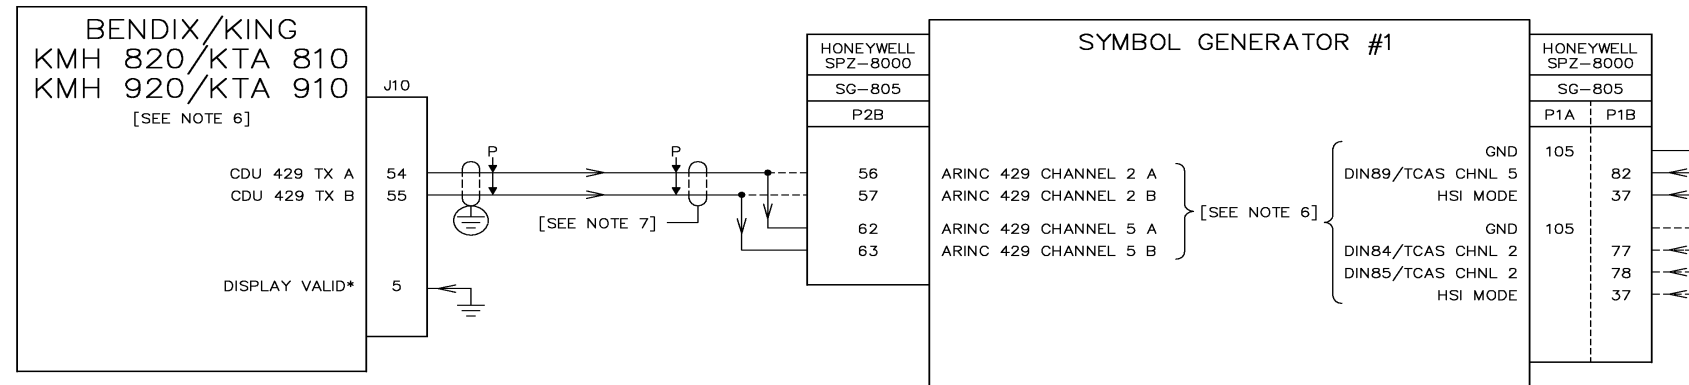 BENDIX/KING
KMH 820/KTA 810
KMH 920/KTA 910
[SEE NOTE 6]
J10
CDU 429 TX A 54
CDU 429 TX B 55
DISPLAY VALID* 5
P P
[SEE NOTE 7]
HONEYWELL
SPZ-8000
SG-805
P2B
56 ARINC 429 CHANNEL 2 A
57 ARINC 429 CHANNEL 2 B
62 ARINC 429 CHANNEL 5 A
63 ARINC 429 CHANNEL 5 B
SYMBOL GENERATOR #1
[SEE NOTE 6]
HONEYWELL
SPZ-8000
SG-805
P1A P1B
GND 105
DIN89/TCAS CHNL 5 82
HSI MODE 37
GND 105
DIN84/TCAS CHNL 2 77
DIN85/TCAS CHNL 2 78
HSI MODE 37